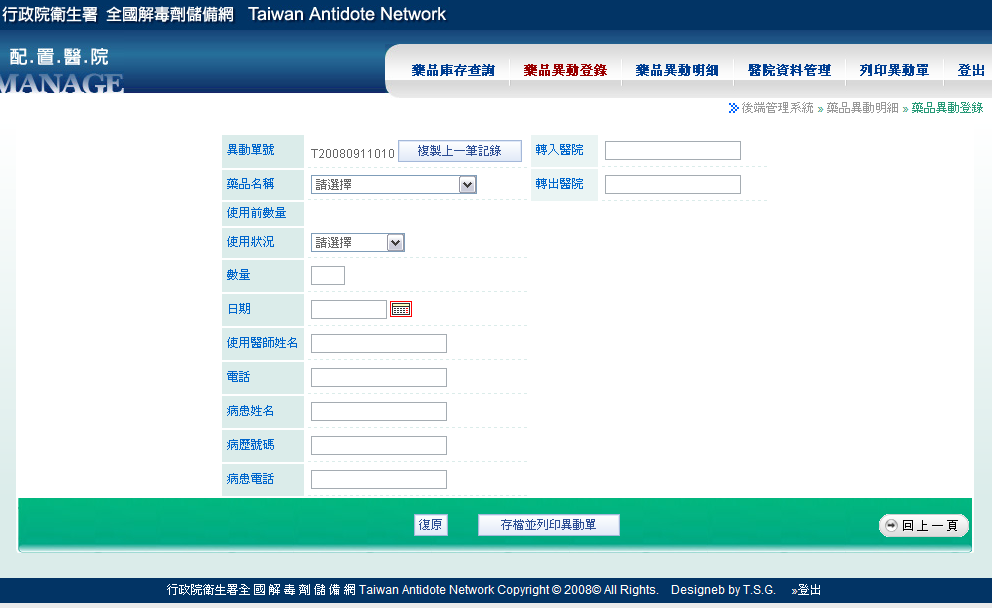 行政院衛生署 全國解毒劑儲備網 Taiwan Antidote Network
配.置.醫.院
MANAGE
藥品庫存查詢 藥品異動登錄 藥品異動明細 醫院資料管理 列印異動單 登出
後端管理系統 » 藥品異動明細 » 藥品異動登錄
異動單號 T20080911010 複製上一筆記錄 轉入醫院
藥品名稱 請選擇 轉出醫院
使用前數量
使用狀況 請選擇
數量
日期
使用醫師姓名
電話
病患姓名
病歷號碼
病患電話
復原 存檔並列印異動單 回上一頁
行政院衛生署全國解毒劑儲備網 Taiwan Antidote Network Copyright © 2008© All Rights. Designeb by T.S.G. »登出